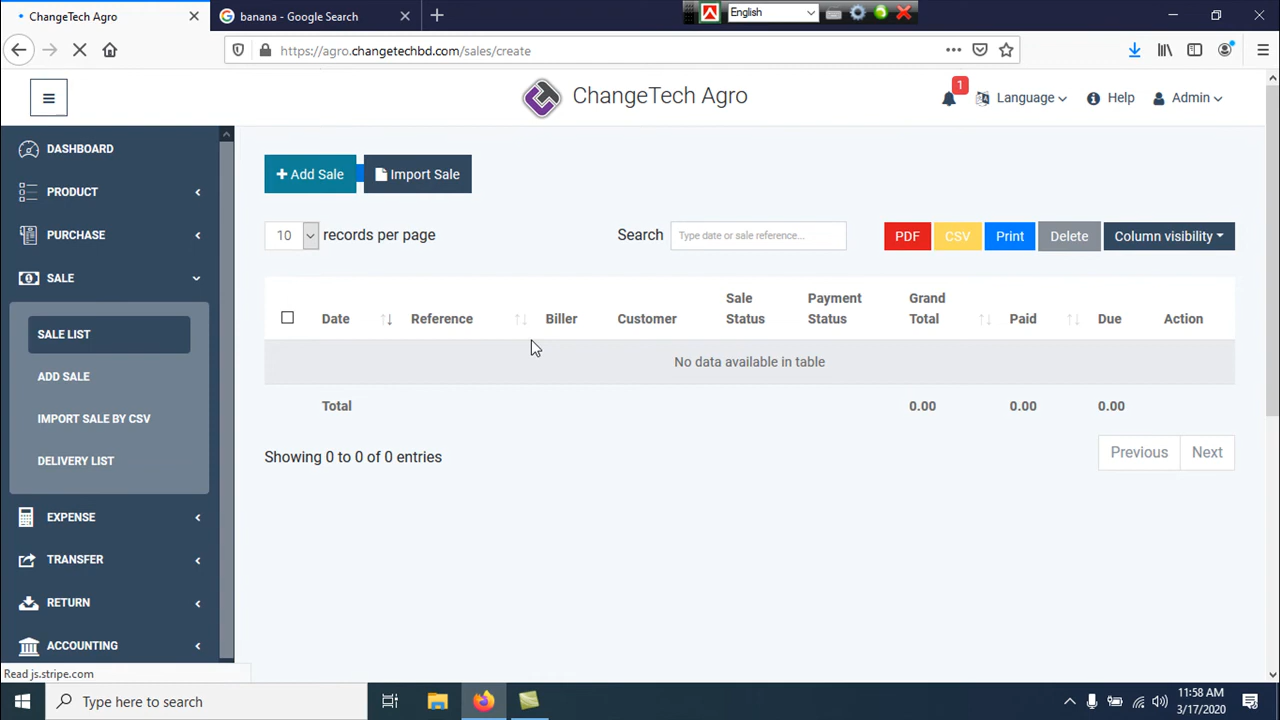 ChangeTech Agro
banana - Google Search
English
https://agro.changetechbd.com/sales/create
ChangeTech Agro
1
Language
Help
Admin
DASHBOARD
PRODUCT
PURCHASE
SALE
SALE LIST
ADD SALE
IMPORT SALE BY CSV
DELIVERY LIST
EXPENSE
TRANSFER
RETURN
ACCOUNTING
+ Add Sale
Import Sale
10 records per page
Search
Type date or sale reference...
PDF
CSV
Print
Delete
Column visibility
Date
Reference
Biller
Customer
Sale Status
Payment Status
Grand Total
Paid
Due
Action
No data available in table
Total 0.00 0.00 0.00
Showing 0 to 0 of 0 entries
Previous
Next
Read js.stripe.com
Type here to search
11:58 AM
3/17/2020